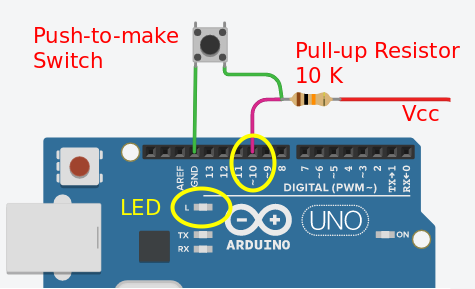 Push-to-make
Switch
Pull-up Resistor
10 K
Vcc
AREF
GND
13
12
~11
~10
~9
8
7
~6
~5
4
~3
2
TX→1
RX←0
DIGITAL (PWM~)
LED
L
TX
RX
ARDUINO
UNO
ON